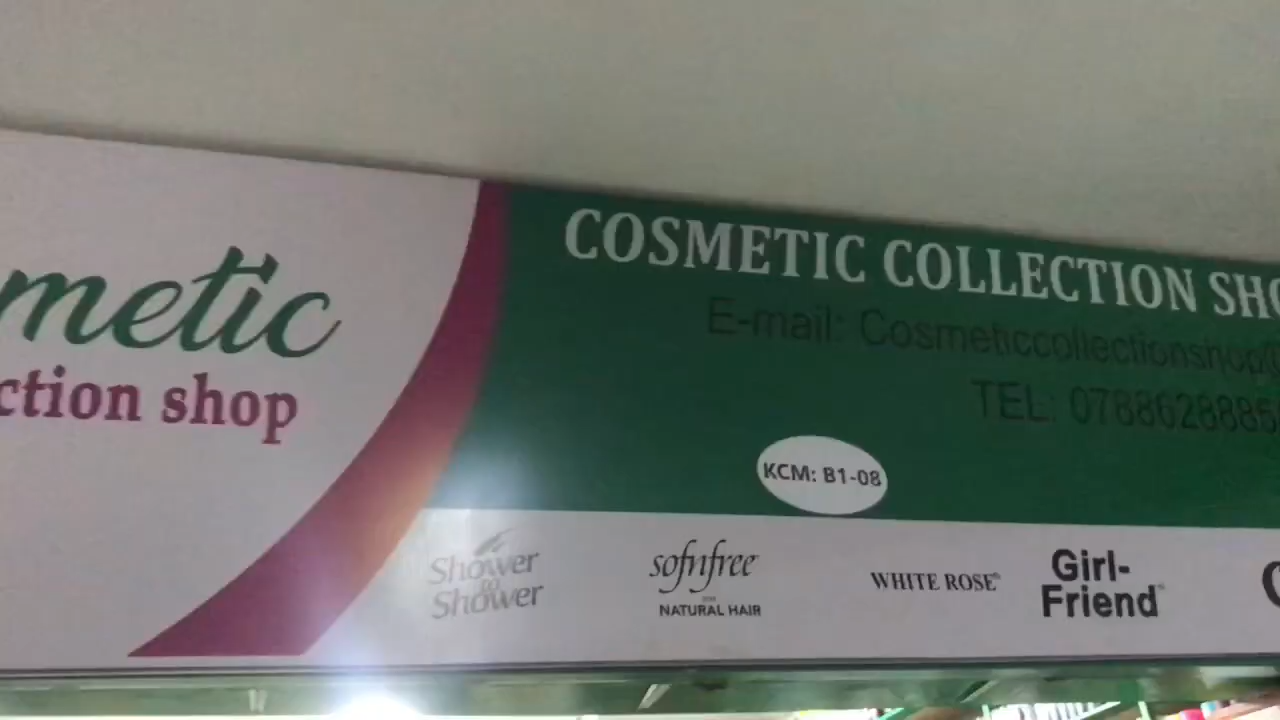 metic
ction shop
COSMETIC COLLECTION SHO
E-mail: Cosmeticcollectionshop@
TEL: 0788628885
KCM: B1-08
Shower
to
Shower
sofnfree
NATURAL HAIR
WHITE ROSE
Girl-
Friend